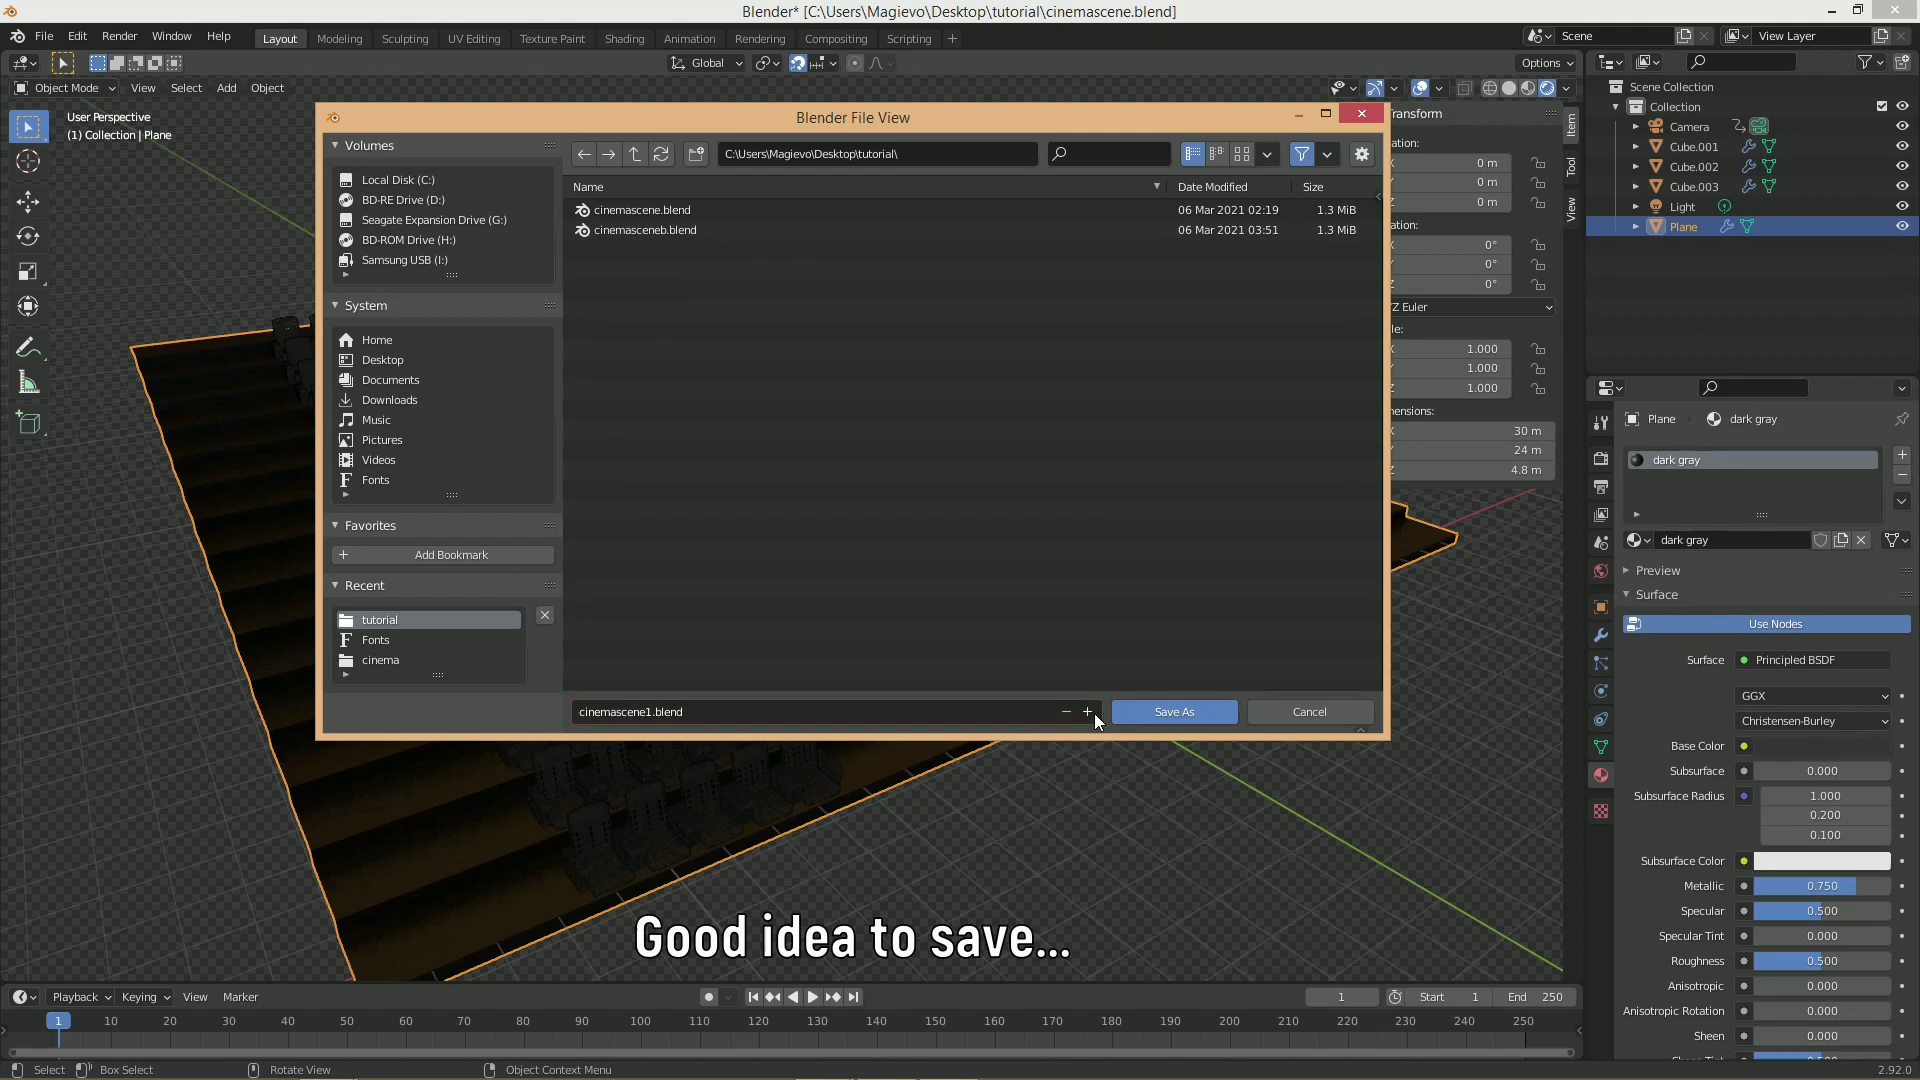 Blender* [C:\Users\Magievo\Desktop\tutorial\cinemascene.blend]
File Edit Render Window Help Layout Modeling Sculpting UV Editing Texture Paint Shading Animation Rendering Compositing Scripting + Scene View Layer
Global Options
Object Mode View Select Add Object
User Perspective
(1) Collection | Plane
Blender File View
Volumes
Local Disk (C:)
BD-RE Drive (D:)
Seagate Expansion Drive (G:)
BD-ROM Drive (H:)
Samsung USB (I:)
System
Home
Desktop
Documents
Downloads
Music
Pictures
Videos
Fonts
Favorites
Add Bookmark
Recent
tutorial
Fonts
cinema
C:\Users\Magievo\Desktop\tutorial\
Name Date Modified Size
cinemascene.blend 06 Mar 2021 02:19 1.3 MiB
cinemasceneb.blend 06 Mar 2021 03:51 1.3 MiB
cinemascene1.blend Save As Cancel
Transform
ation:
0 m
0 m
0 m
ation:
0°
0°
0°
Z Euler
le:
1.000
1.000
1.000
ensions:
30 m
24 m
4.8 m
Item
Tool
View
Scene Collection
Collection
Camera
Cube.001
Cube.002
Cube.003
Light
Plane
Plane dark gray
dark gray
dark gray
Preview
Surface
Use Nodes
Surface Principled BSDF
GGX
Christensen-Burley
Base Color
Subsurface 0.000
Subsurface Radius 1.000
0.200
0.100
Subsurface Color
Metallic 0.750
Specular 0.500
Specular Tint 0.000
Roughness 0.500
Anisotropic 0.000
Anisotropic Rotation 0.000
Sheen 0.000
Good idea to save...
Playback Keying View Marker 1 Start 1 End 250
1 10 20 30 40 50 60 70 80 90 100 110 120 130 140 150 160 170 180 190 200 210 220 230 240 250
Select Box Select Rotate View Object Context Menu 2.92.0